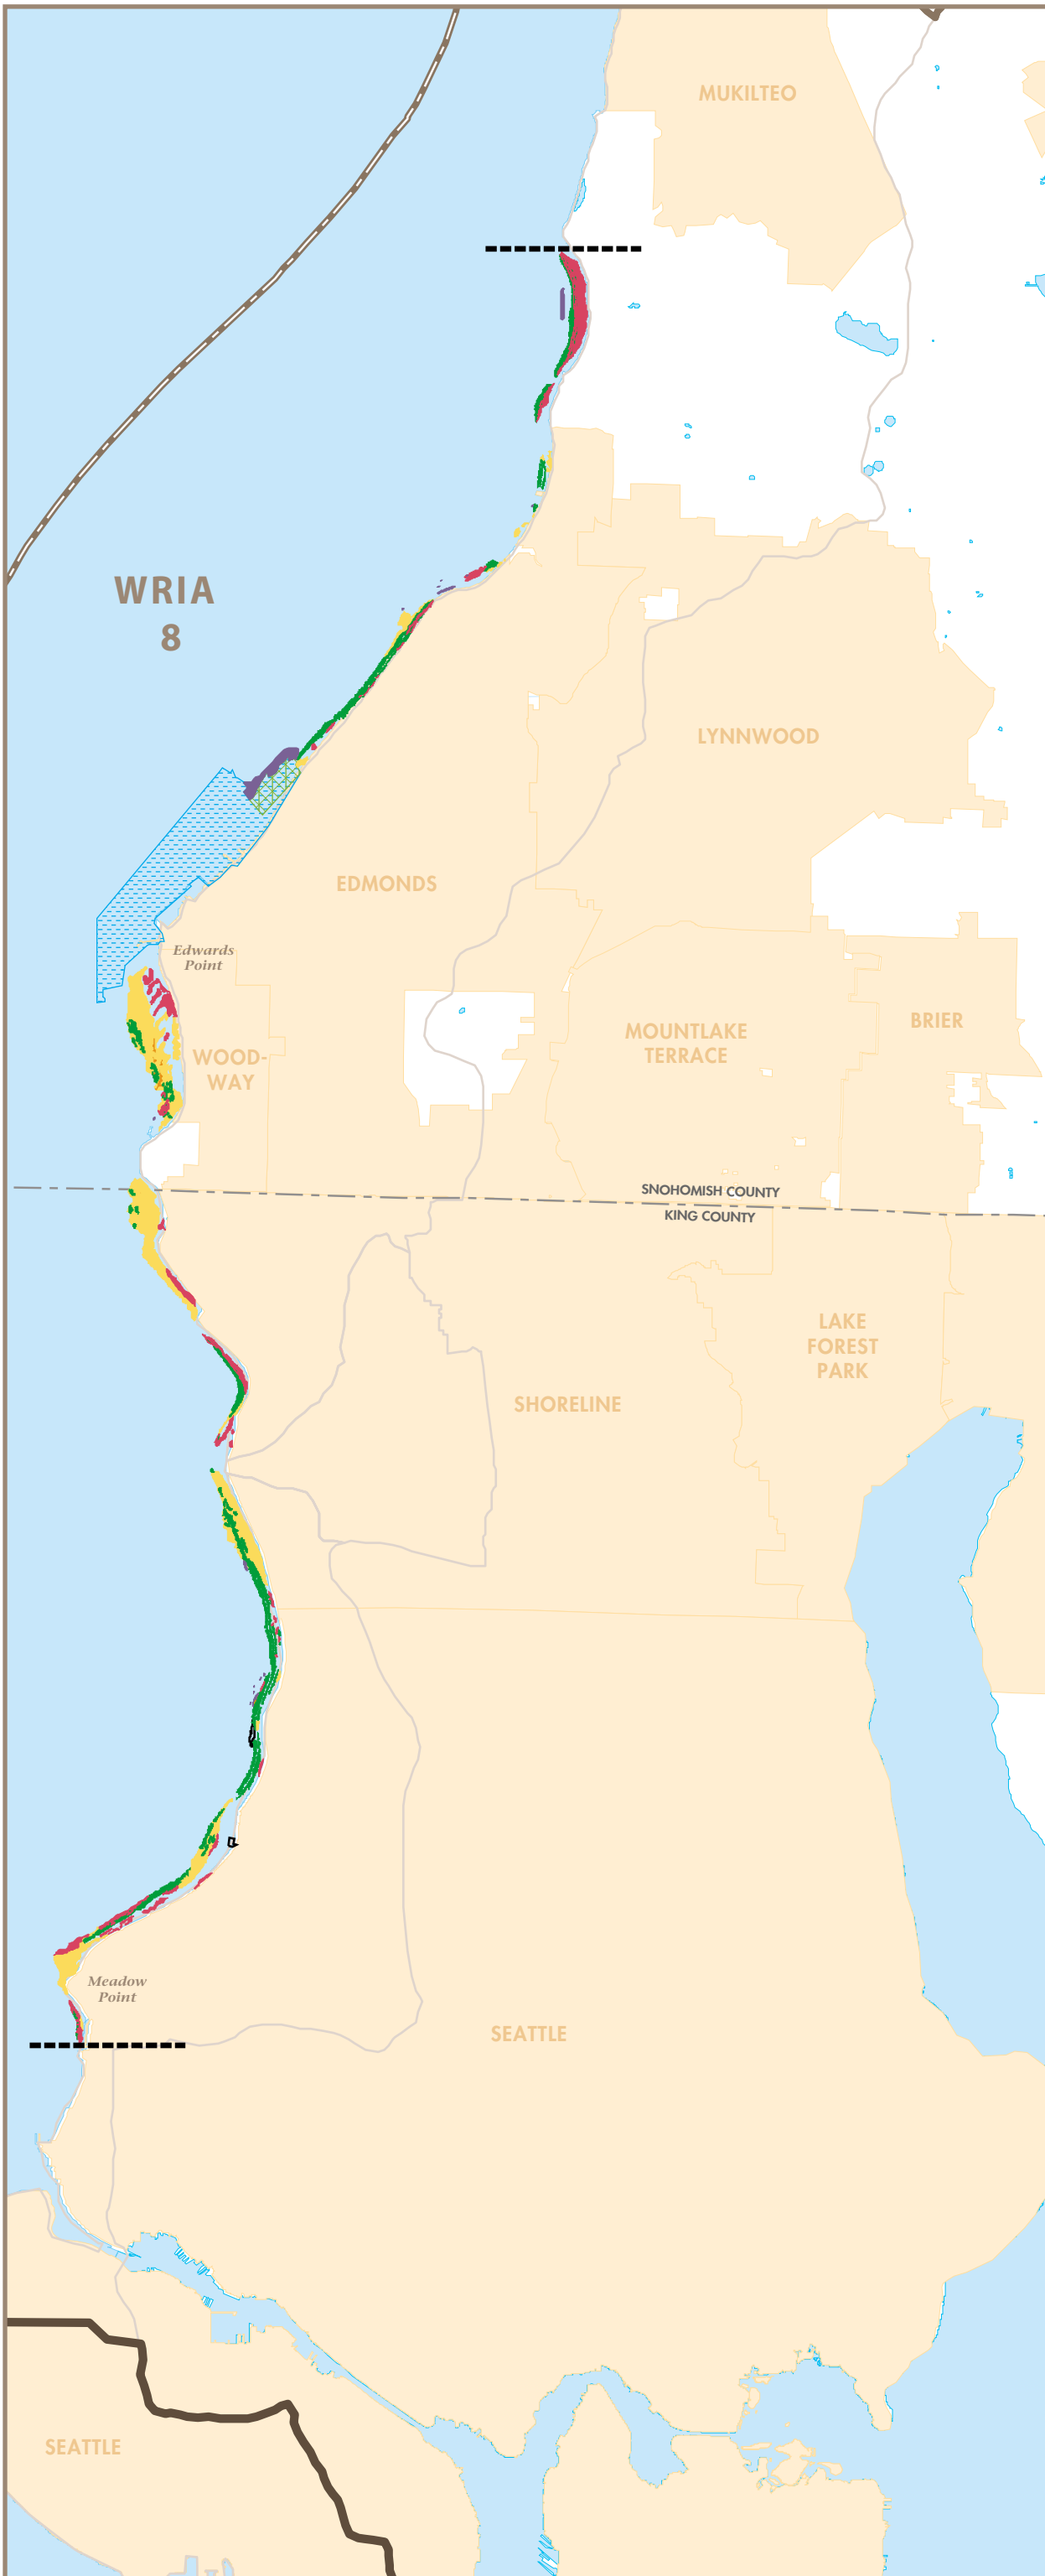 MUKILTEO
WRIA
8
LYNNWOOD
EDMONDS
Edwards
Point
BRIER
MOUNTLAKE
TERRACE
WOOD-
WAY
SNOHOMISH COUNTY
KING COUNTY
LAKE
FOREST
PARK
SHORELINE
Meadow
Point
SEATTLE
SEATTLE